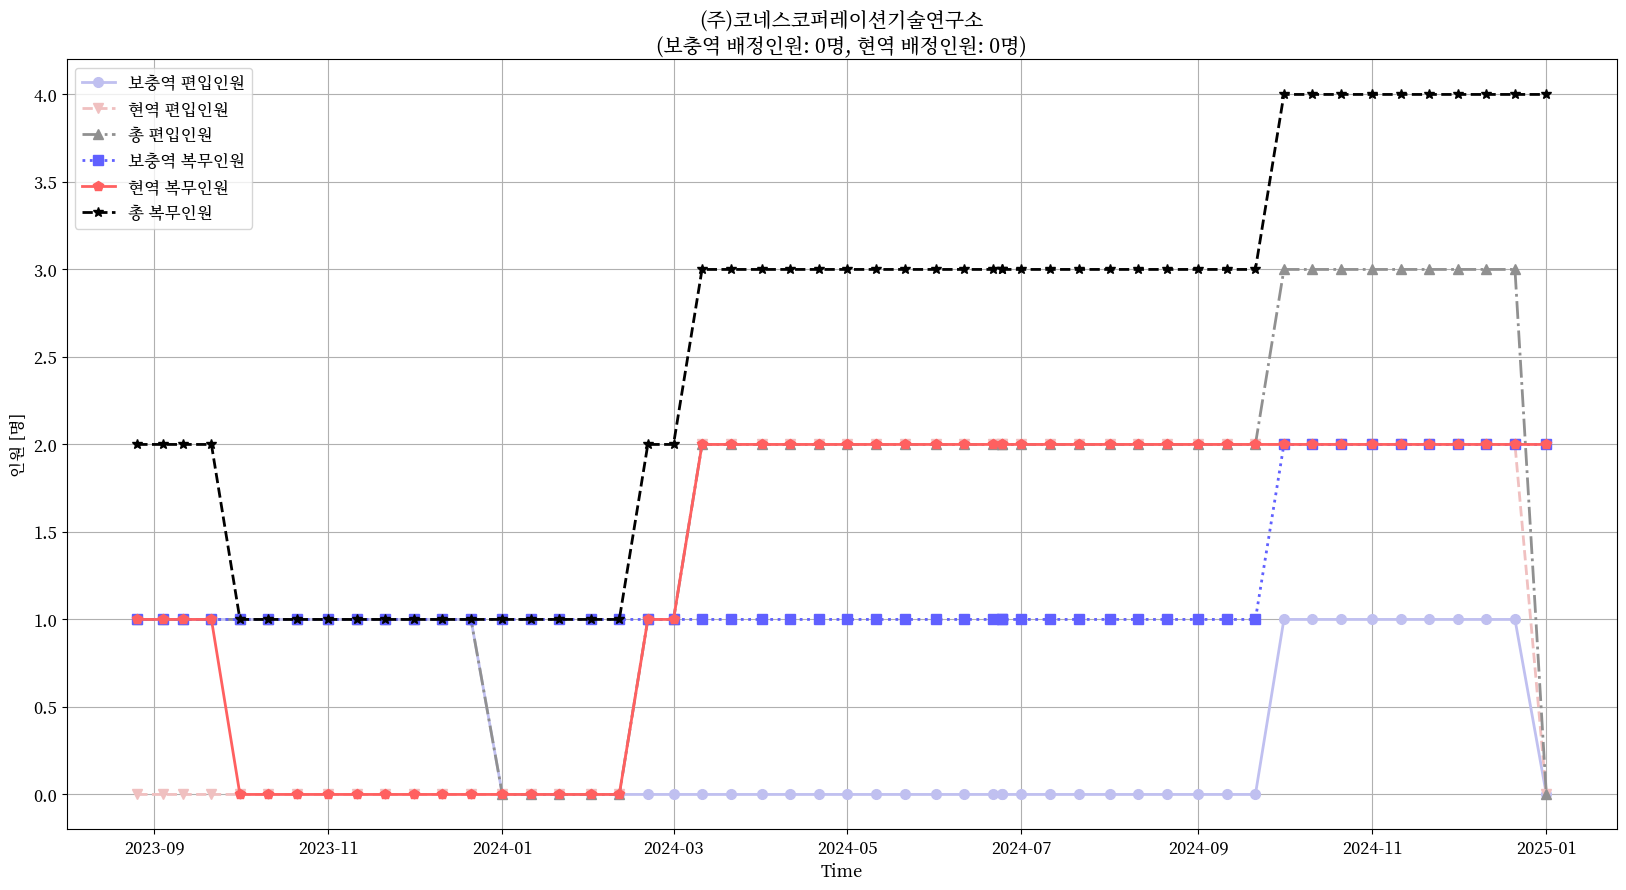 (주)코네스코퍼레이션기술연구소
(보충역 배정인원: 0명, 현역 배정인원: 0명)
보충역 편입인원
현역 편입인원
총 편입인원
보충역 복무인원
현역 복무인원
총 복무인원
4.0
3.5
3.0
2.5
2.0
1.5
1.0
0.5
0.0
인원 [명]
2023-09 2023-11 2024-01 2024-03 2024-05 2024-07 2024-09 2024-11 2025-01
Time